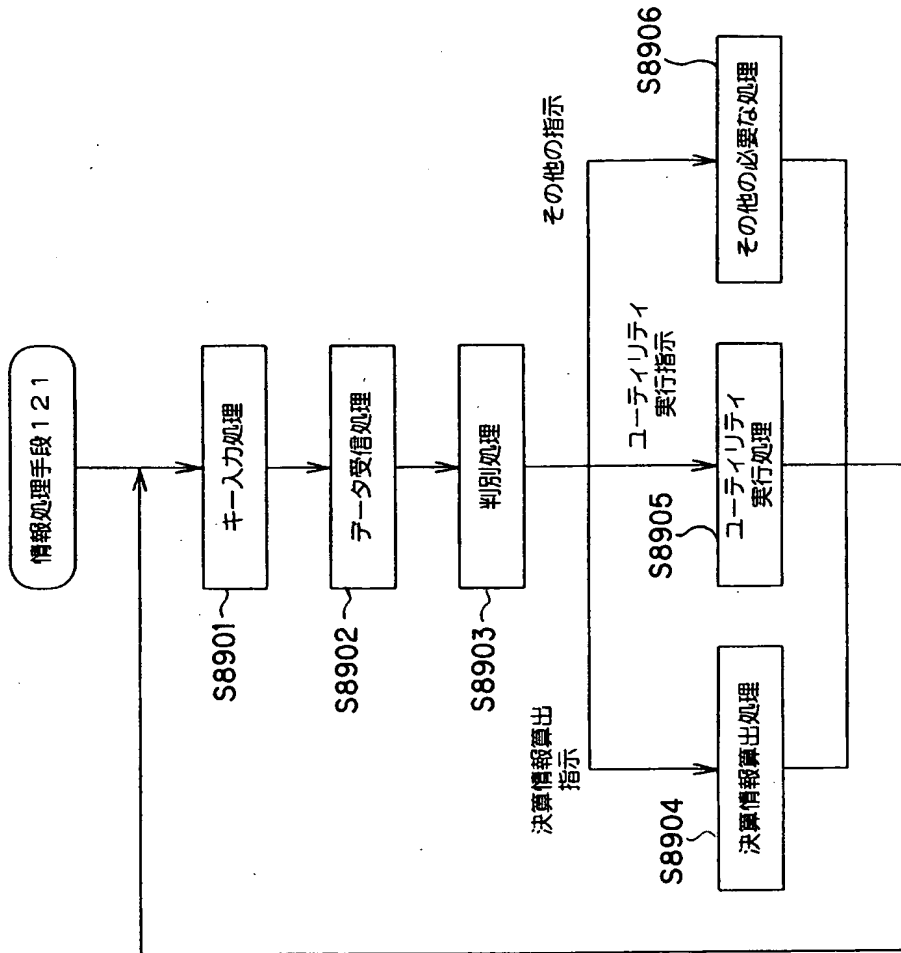 情報処理手段121
キー入力処理
S8901
データ受信処理
S8902
判別処理
S8903
決算情報算出
指示
ユーティリティ
実行指示
その他の指示
S8904
決算情報算出処理
S8905
ユーティリティ
実行処理
S8906
その他の必要な処理